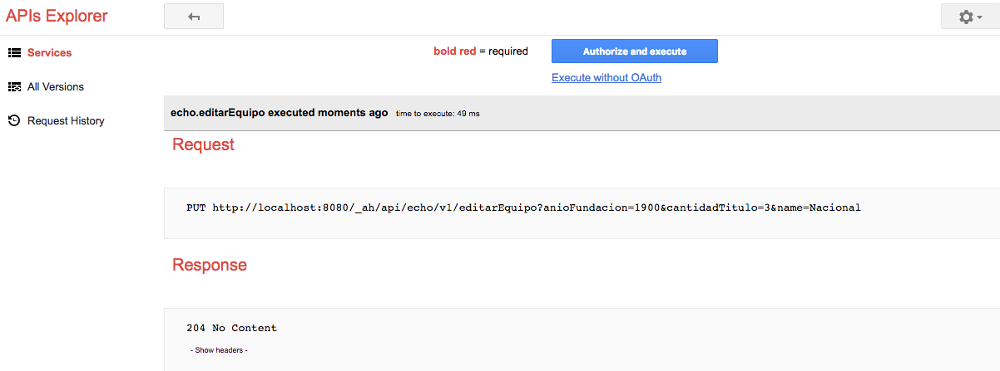 APIs Explorer
Services
bold red = required
Authorize and execute
Execute without OAuth
All Versions
Request History
echo.editarEquipo executed moments ago time to execute: 49 ms
Request
PUT http://localhost:8080/_ah/api/echo/v1/editarEquipo?anioFundacion=1900&cantidadTitulo=3&name=Nacional
Response
204 No Content
- Show headers -